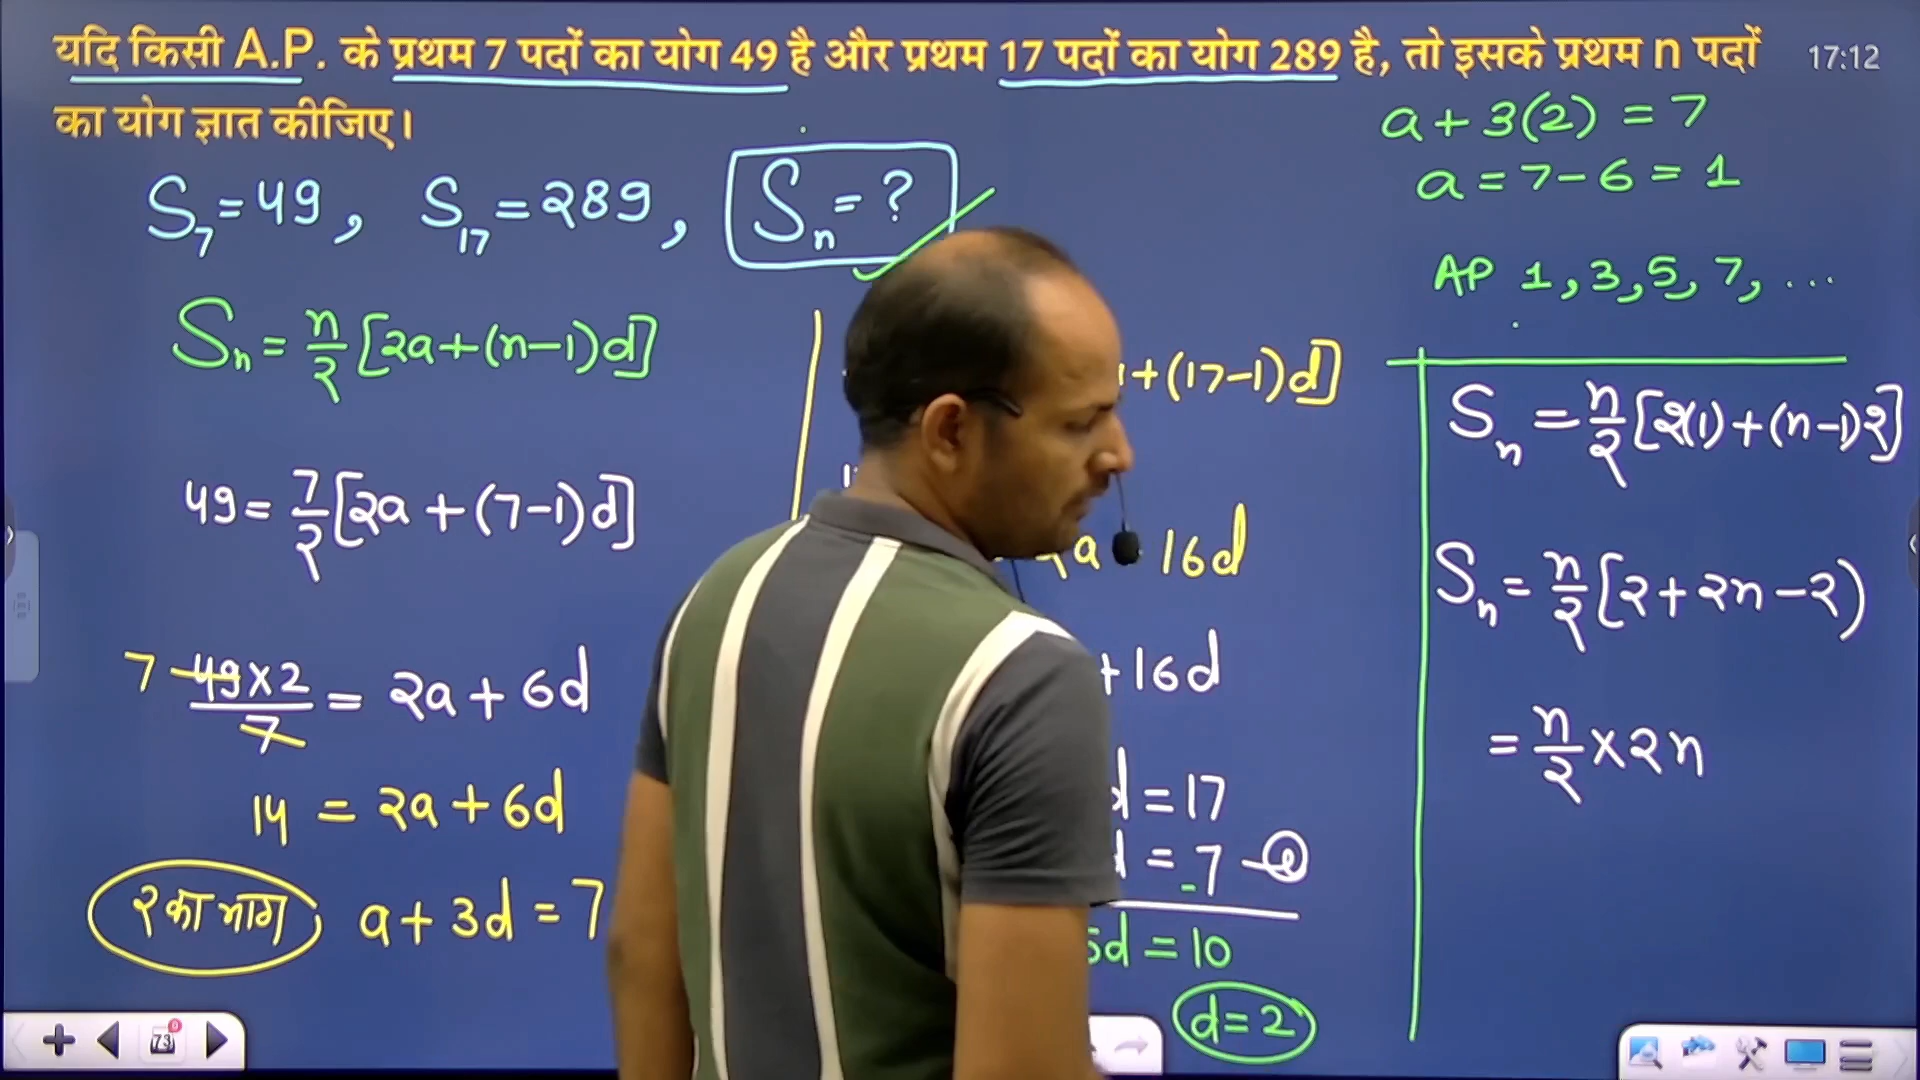 यदि किसी A.P. के प्रथम 7 पदों का योग 49 है और प्रथम 17 पदों का योग 289 है, तो इसके प्रथम n पदों
का योग ज्ञात कीजिए।
17:12
S₇ = 49, S₁₇ = 289, Sₙ = ?
Sₙ = n/2 [2a+(n-1)d]
49 = 7/2 [2a + (7-1)d]
7 49×2/7 = 2a + 6d
14 = 2a + 6d
2 का भाग a + 3d = 7
+(17-1)d]
a 16d
+16d
d = 17
d = 7 -②
-
d = 10
d = 2
a + 3(2) = 7
a = 7 - 6 = 1
AP 1, 3, 5, 7, ...
Sₙ = n/2 [2(1) + (n-1)2]
Sₙ = n/2 [2 + 2n - 2)
= n/2 × 2n
73
0